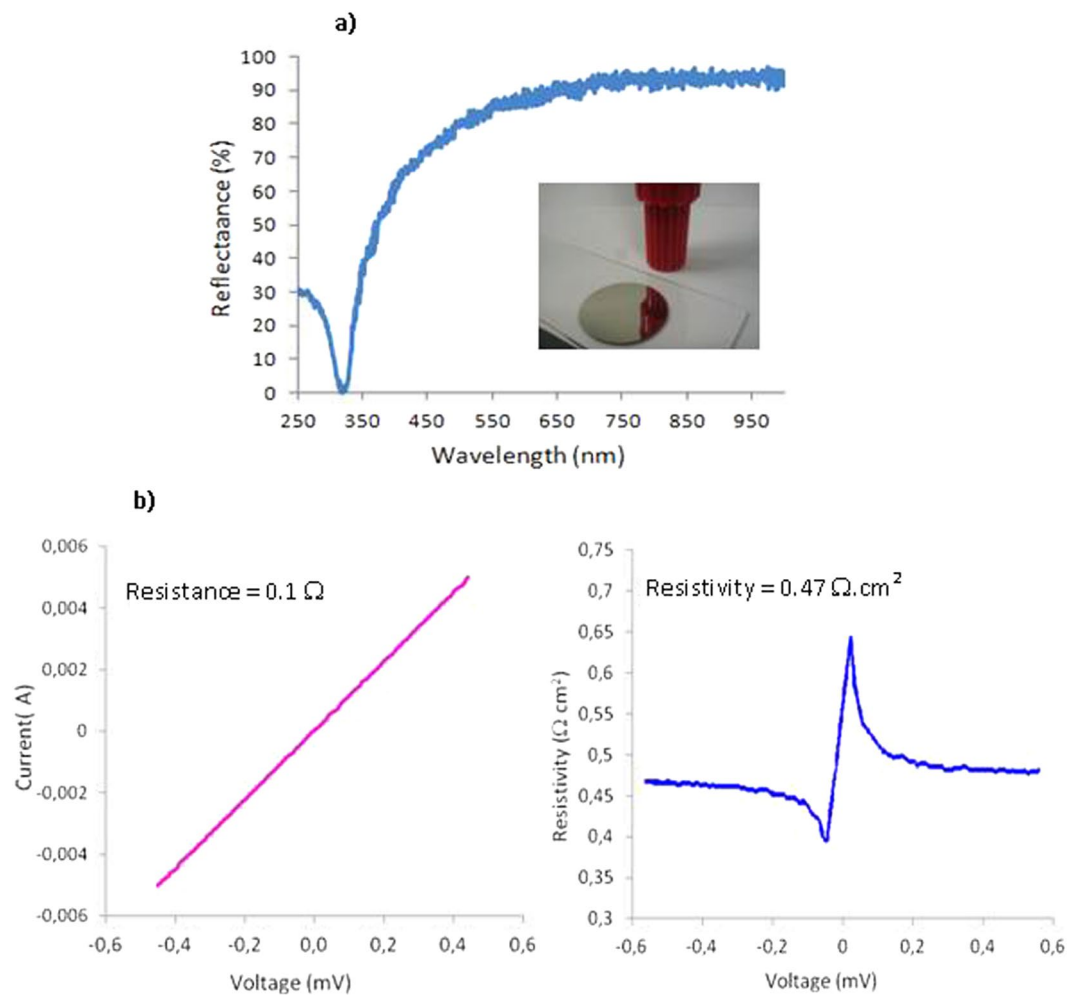 a)
100
90
80
70
60
50
40
30
20
10
0
Reflectaance (%)
250 350 450 550 650 750 850 950
Wavelength (nm)
b)
0,006
0,004
0,002
0
-0,002
-0,004
-0,006
Current( A)
Resistance = 0.1 Ω
-0,6 -0,4 -0,2 0,0 0,2 0,4 0,6
Voltage (mV)
0,75
0,7
0,65
0,6
0,55
0,5
0,45
0,4
0,35
0,3
Resistivity (Ω cm²)
Resistivity = 0.47 Ω.cm²
-0,6 -0,4 -0,2 0 0,2 0,4 0,6
Voltage (mV)